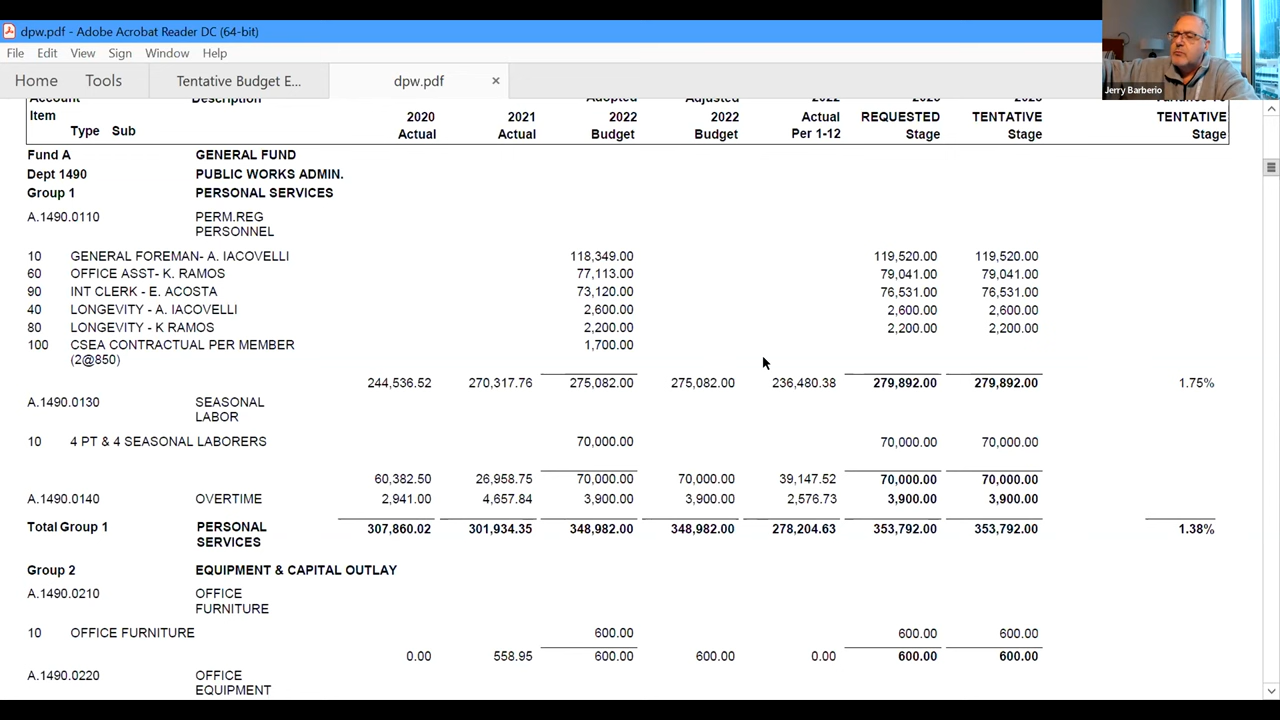 dpw.pdf - Adobe Acrobat Reader DC (64-bit)
File Edit View Sign Window Help
Home Tools Tentative Budget E... dpw.pdf ×
Jerry Barberio
Account Description Adopted Adjusted 2022
Item 2020 2021 2022 2022 Actual REQUESTED TENTATIVE TENTATIVE
Type Sub Actual Actual Budget Budget Per 1-12 Stage Stage Stage
Fund A GENERAL FUND
Dept 1490 PUBLIC WORKS ADMIN.
Group 1 PERSONAL SERVICES
A.1490.0110 PERM.REG
PERSONNEL
10 GENERAL FOREMAN- A. IACOVELLI 118,349.00 119,520.00 119,520.00
60 OFFICE ASST- K. RAMOS 77,113.00 79,041.00 79,041.00
90 INT CLERK - E. ACOSTA 73,120.00 76,531.00 76,531.00
40 LONGEVITY - A. IACOVELLI 2,600.00 2,600.00 2,600.00
80 LONGEVITY - K RAMOS 2,200.00 2,200.00 2,200.00
100 CSEA CONTRACTUAL PER MEMBER 1,700.00
(2@850)
244,536.52 270,317.76 275,082.00 275,082.00 236,480.38 279,892.00 279,892.00 1.75%
A.1490.0130 SEASONAL
LABOR
10 4 PT & 4 SEASONAL LABORERS 70,000.00 70,000.00 70,000.00
60,382.50 26,958.75 70,000.00 70,000.00 39,147.52 70,000.00 70,000.00
A.1490.0140 OVERTIME 2,941.00 4,657.84 3,900.00 3,900.00 2,576.73 3,900.00 3,900.00
Total Group 1 PERSONAL 307,860.02 301,934.35 348,982.00 348,982.00 278,204.63 353,792.00 353,792.00 1.38%
SERVICES
Group 2 EQUIPMENT & CAPITAL OUTLAY
A.1490.0210 OFFICE
FURNITURE
10 OFFICE FURNITURE 600.00 600.00 600.00
0.00 558.95 600.00 600.00 0.00 600.00 600.00
A.1490.0220 OFFICE
EQUIPMENT